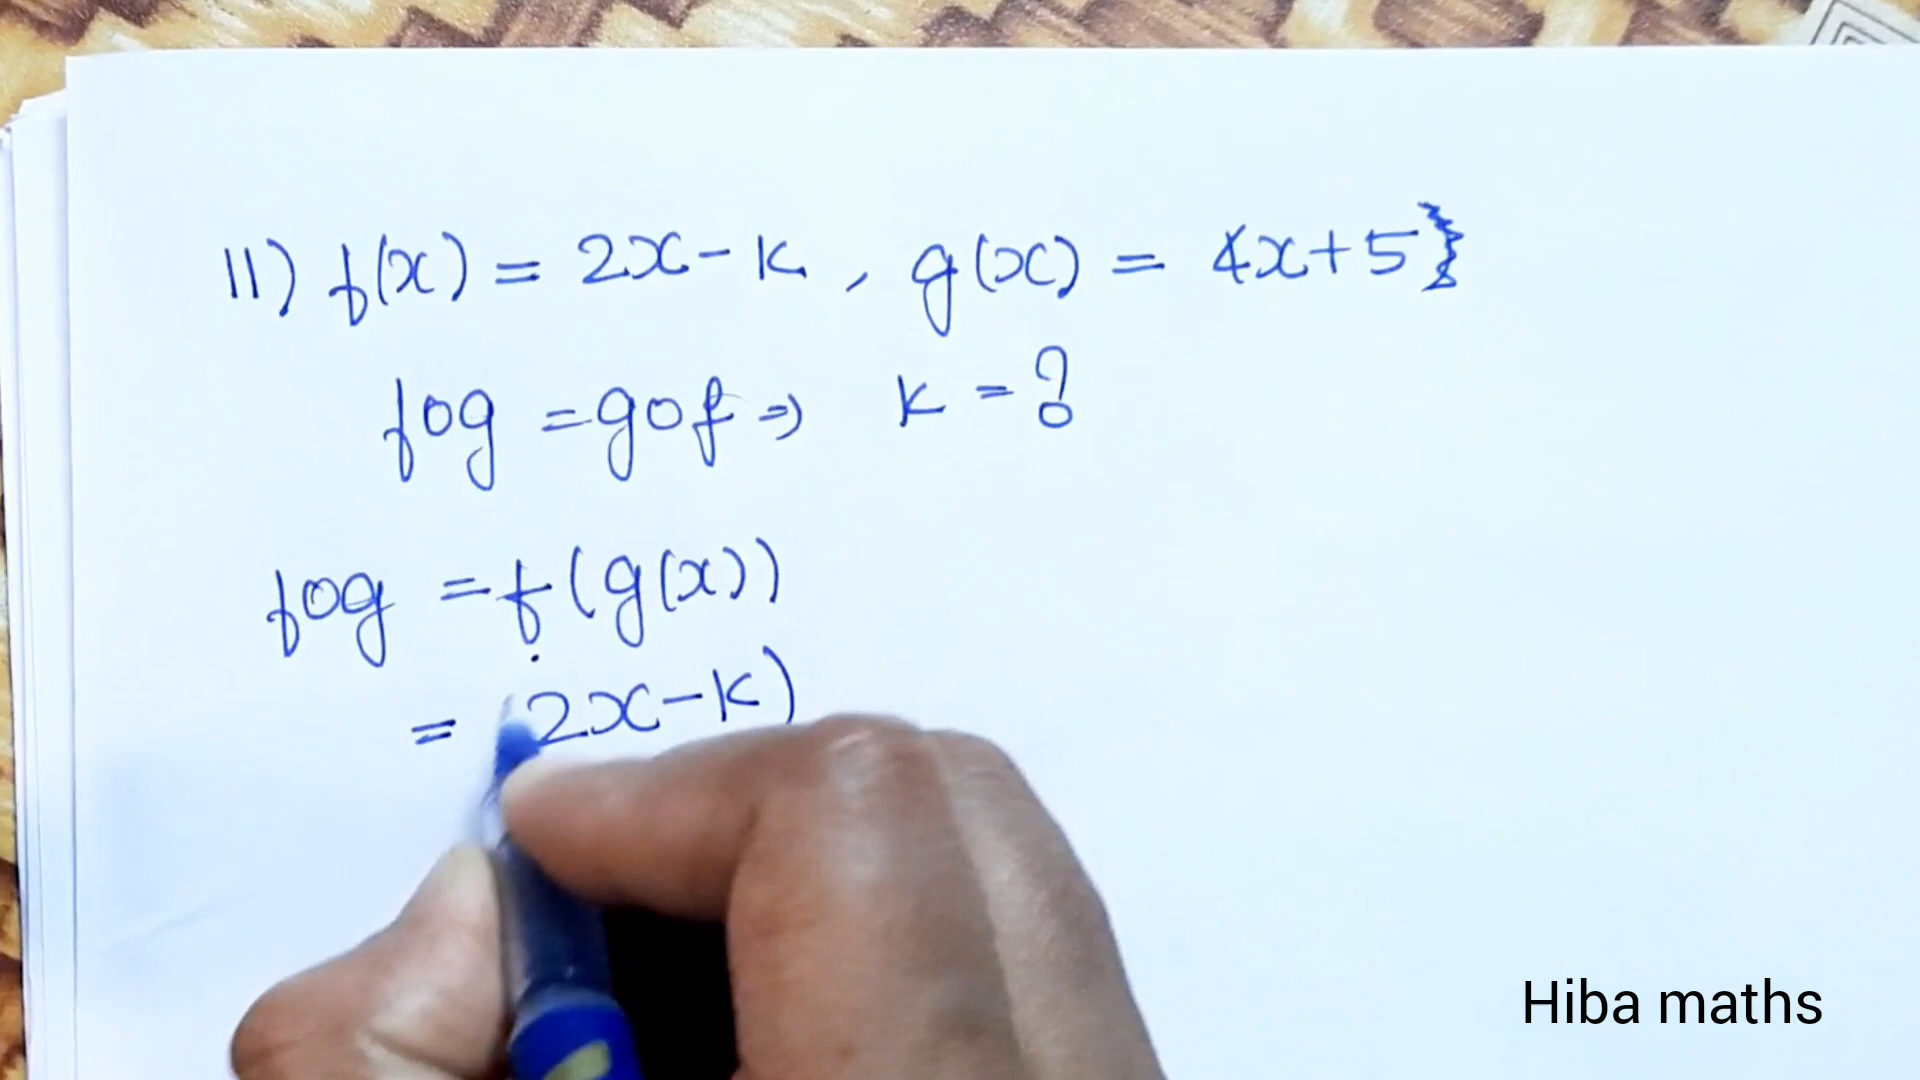 11) f(x) = 2x - k , g(x) = 4x+5}
fog = gof ⇒ k = ?
fog = f(g(x))
= (2x-k)
Hiba maths